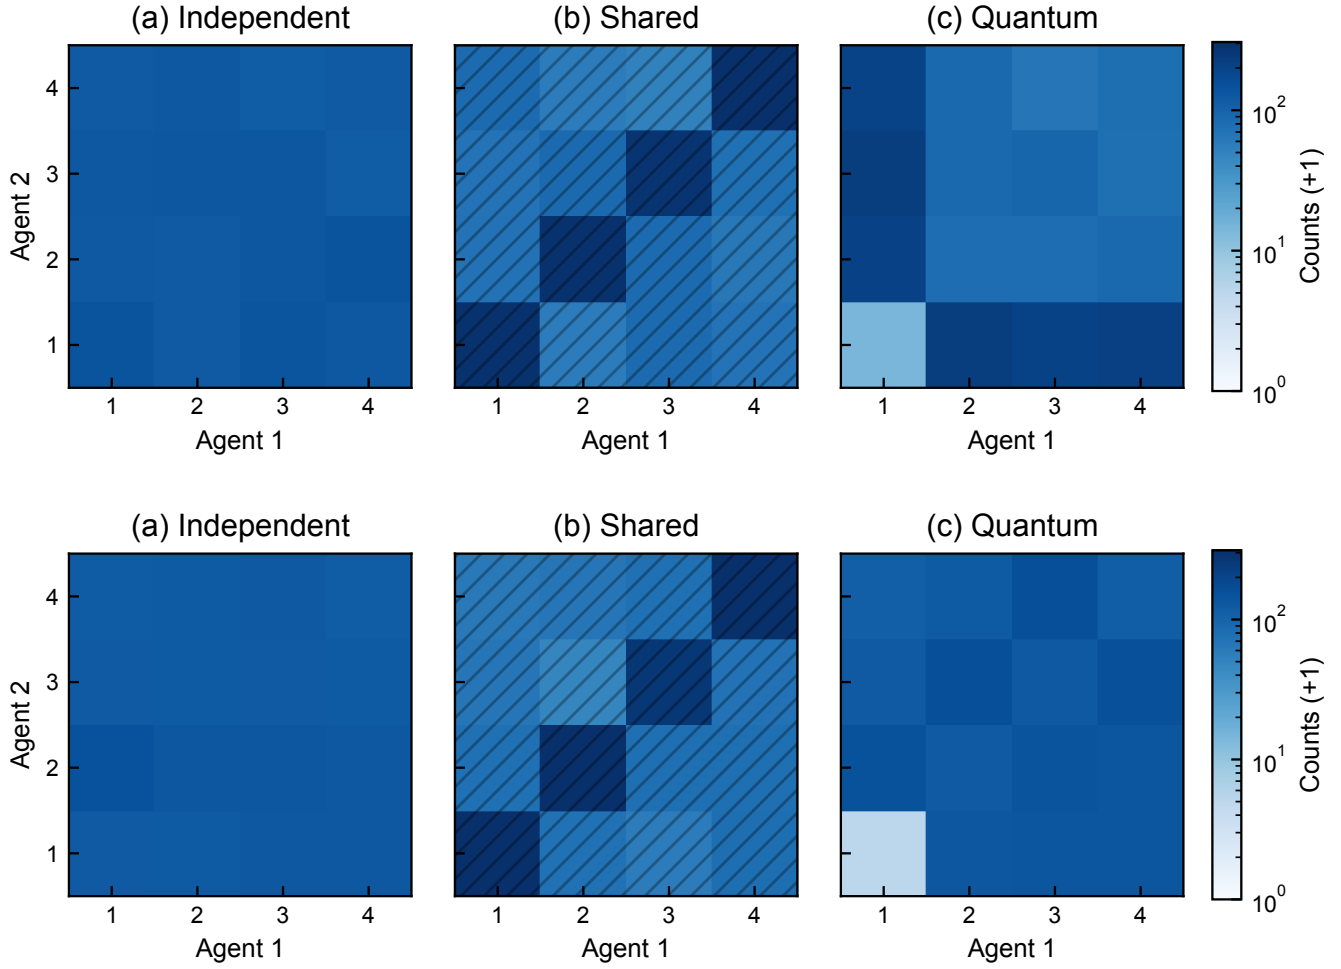 (a) Independent
(b) Shared
(c) Quantum
4
3
2
1
Agent 2
1 2 3 4
Agent 1
1 2 3 4
Agent 1
1 2 3 4
Agent 1
10^2
10^1
10^0
Counts (+1)
(a) Independent
(b) Shared
(c) Quantum
4
3
2
1
Agent 2
1 2 3 4
Agent 1
1 2 3 4
Agent 1
1 2 3 4
Agent 1
10^2
10^1
10^0
Counts (+1)